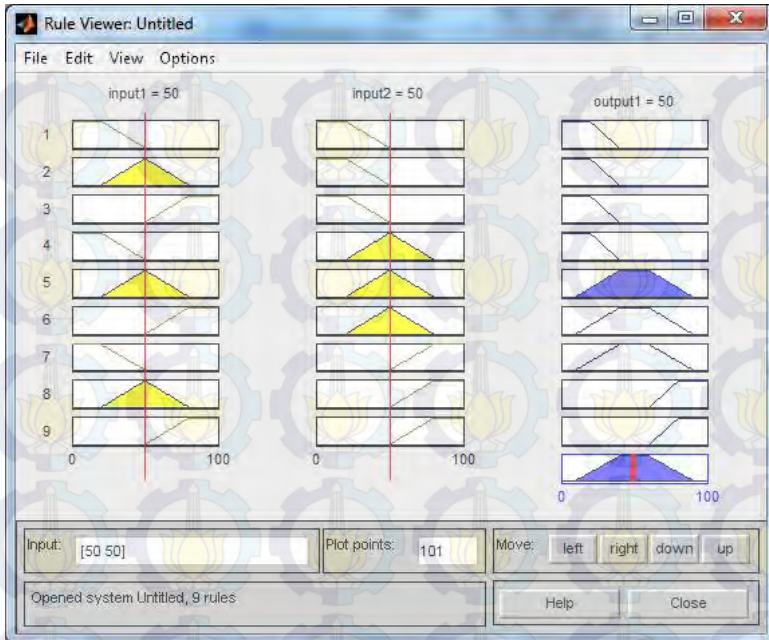 Rule Viewer: Untitled
File Edit View Options
input1 = 50
input2 = 50
output1 = 50
1
2
3
4
5
6
7
8
9
0 100
0 100
0 100
Input: [50 50]
Plot points: 101
Move: left right down up
Opened system Untitled, 9 rules
Help Close